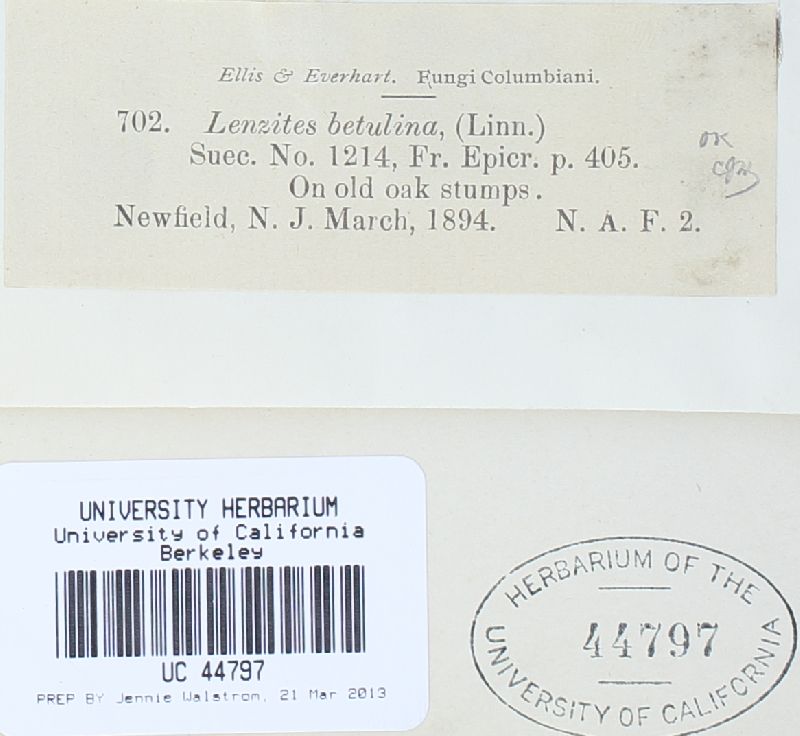 Ellis & Everhart. Fungi Columbiani.
702. Lenzites betulina, (Linn.)
Suec. No. 1214, Fr. Epicr. p. 405.
On old oak stumps.
Newfield, N. J. March, 1894. N. A. F. 2.
OK
UNIVERSITY HERBARIUM
University of California
Berkeley
UC 44797
PREP BY Jennie Walstrom, 21 Mar 2013
HERBARIUM OF THE
44797
UNIVERSITY OF CALIFORNIA